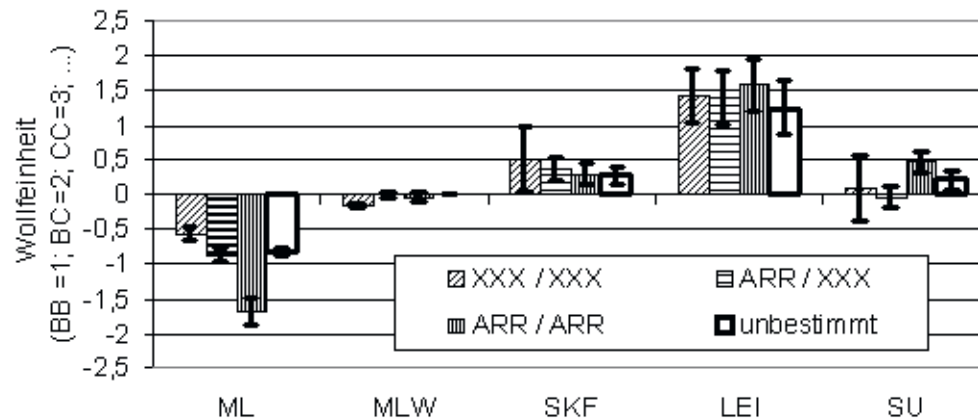 Wollfeinheit
(BB =1; BC=2; CC=3; ...)
2,5
2
1,5
1
0,5
0
-0,5
-1
-1,5
-2
-2,5
XXX / XXX
ARR / XXX
ARR / ARR
unbestimmt
ML
MLW
SKF
LEI
SU